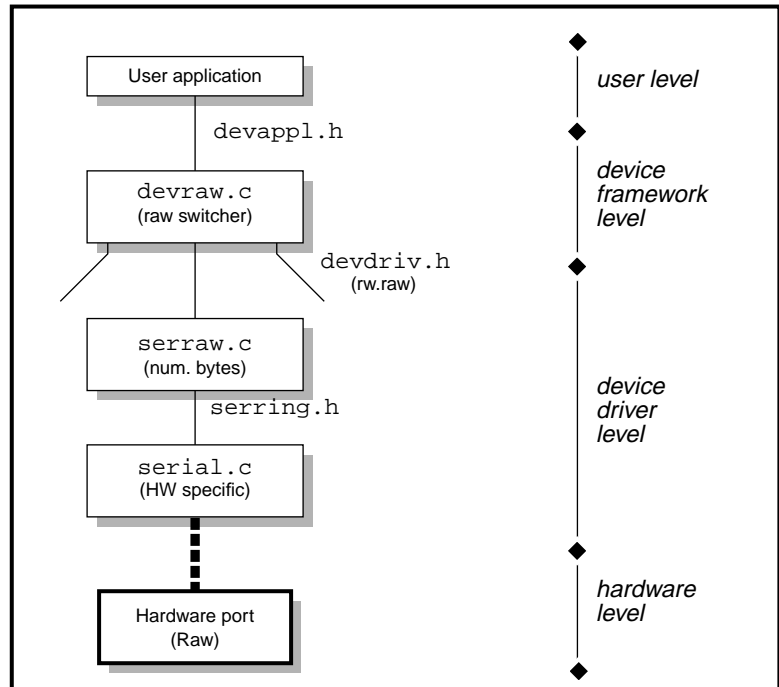 User application
user level
devappl.h
devraw.c
(raw switcher)
device
framework
level
devdriv.h
(rw.raw)
serraw.c
(num. bytes)
serring.h
device
driver
level
serial.c
(HW specific)
Hardware port
(Raw)
hardware
level